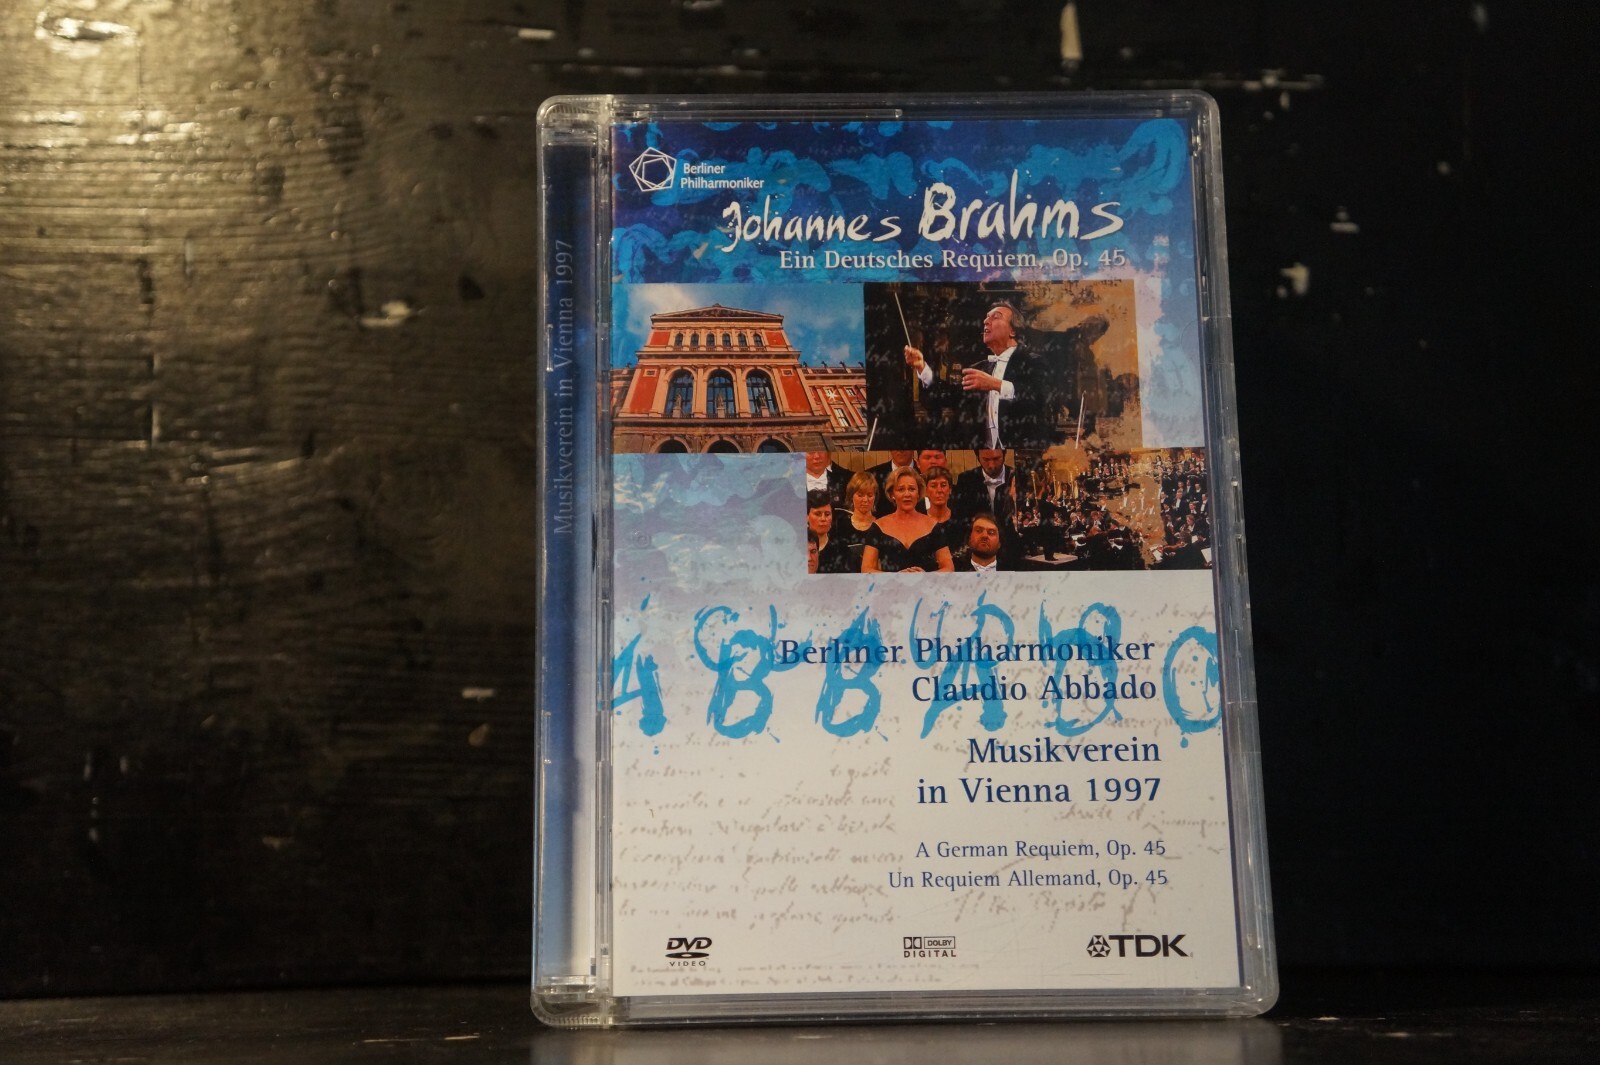 Berliner
Philharmoniker
Johannes Brahms
Ein Deutsches Requiem, Op. 45
Musikverein in Vienna 1997
ABBADO
Berliner Philharmoniker
Claudio Abbado
Musikverein
in Vienna 1997
A German Requiem, Op. 45
Un Requiem Allemand, Op. 45
DVD
VIDEO
DOLBY
DIGITAL
TDK